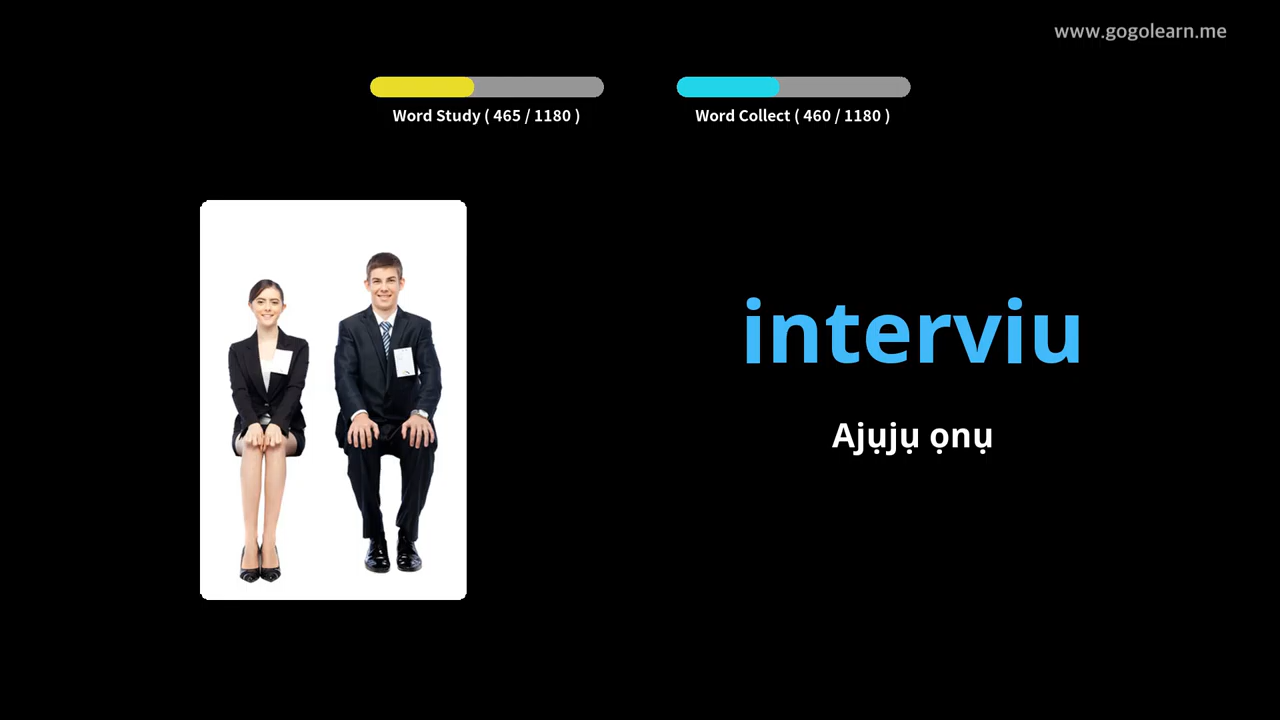 www.gogolearn.me
Word Study ( 465 / 1180 )
Word Collect ( 460 / 1180 )
interviu
Ajụjụ ọnụ